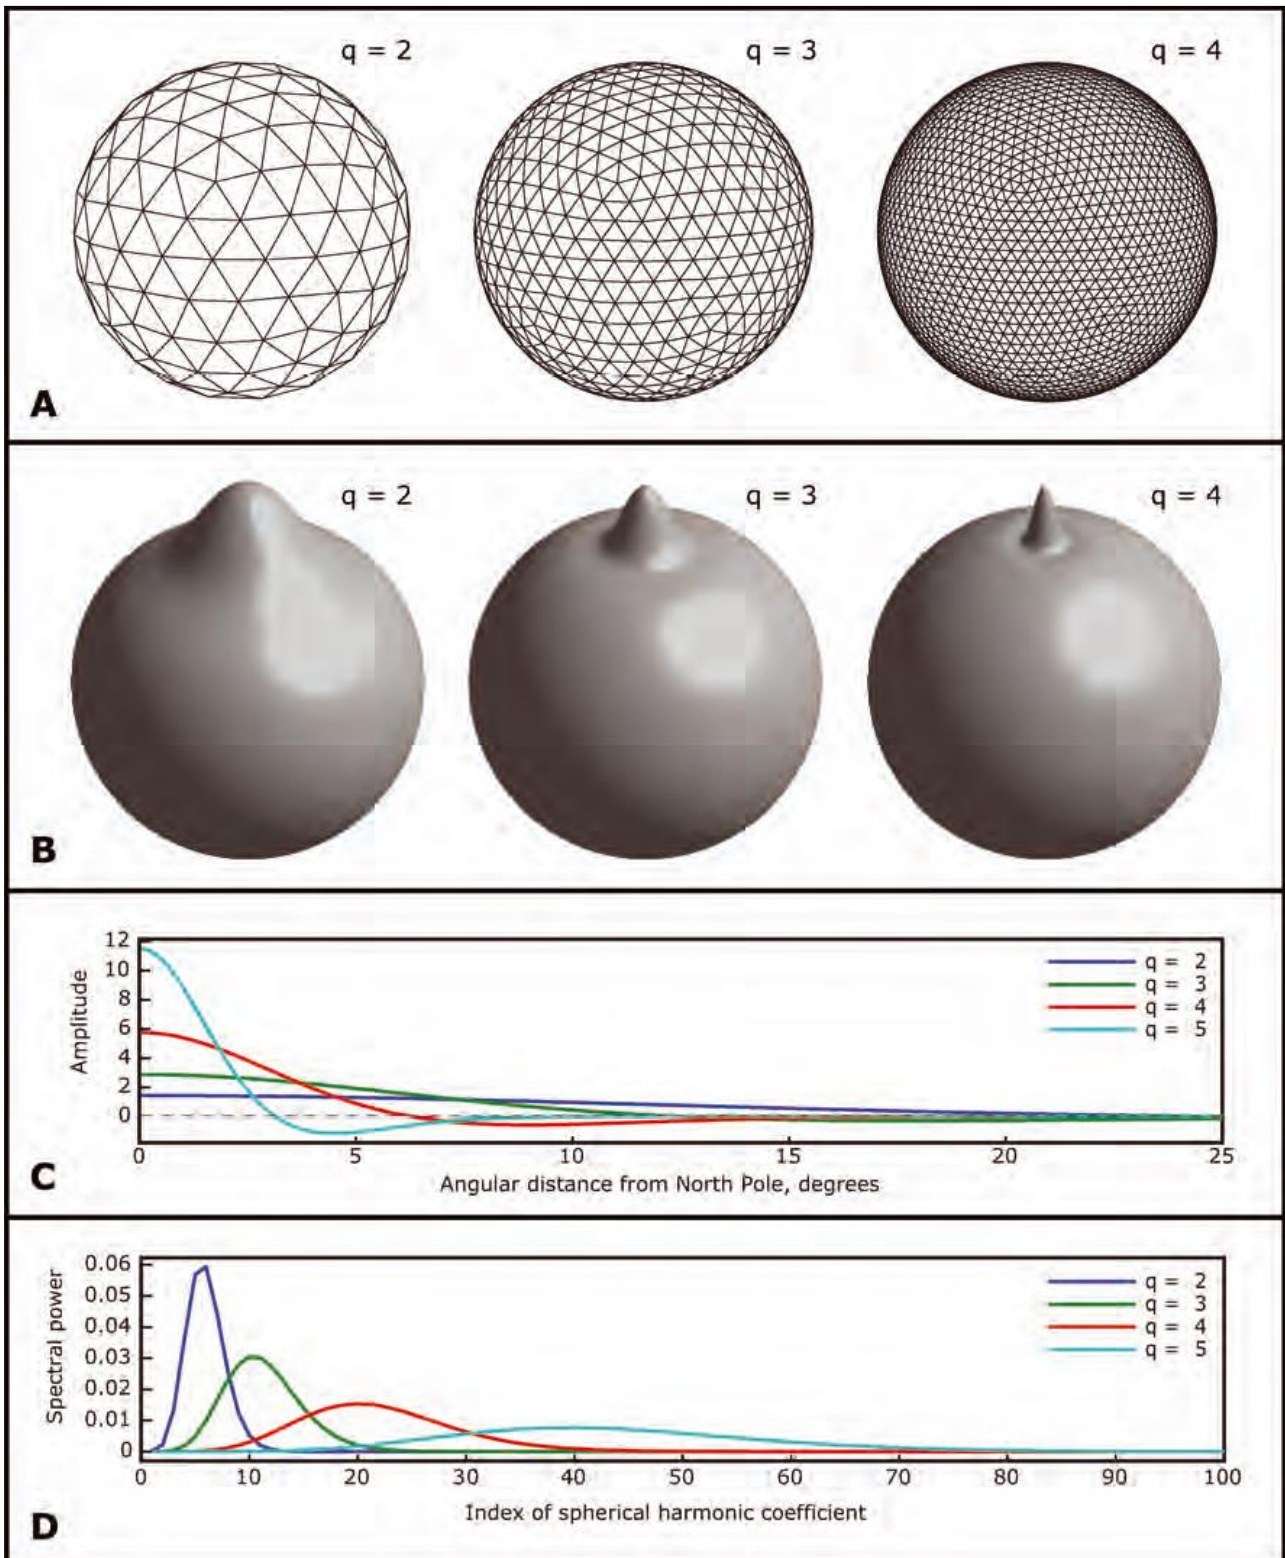 q = 2
q = 3
q = 4
A
q = 2
q = 3
q = 4
B
12
10
8
6
4
2
0
Amplitude
q = 2
q = 3
q = 4
q = 5
0 5 10 15 20 25
Angular distance from North Pole, degrees
C
0.06
0.05
0.04
0.03
0.02
0.01
0
Spectral power
q = 2
q = 3
q = 4
q = 5
0 10 20 30 40 50 60 70 80 90 100
Index of spherical harmonic coefficient
D